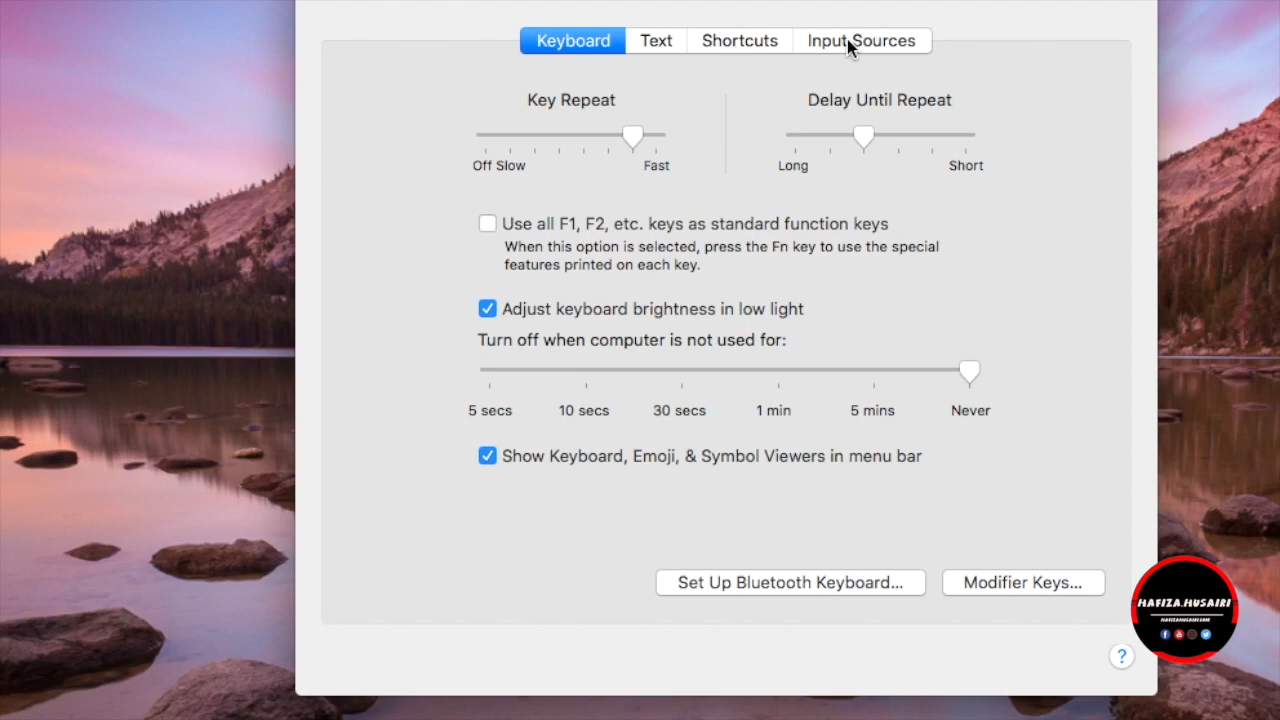 Keyboard
Text
Shortcuts
Input Sources
Key Repeat
Delay Until Repeat
Off Slow
Fast
Long
Short
Use all F1, F2, etc. keys as standard function keys
When this option is selected, press the Fn key to use the special
features printed on each key.
Adjust keyboard brightness in low light
Turn off when computer is not used for:
5 secs
10 secs
30 secs
1 min
5 mins
Never
Show Keyboard, Emoji, & Symbol Viewers in menu bar
Set Up Bluetooth Keyboard...
Modifier Keys...
HAFIZA.HUSAIRI
HAFIZAHUSAIRI.COM
?